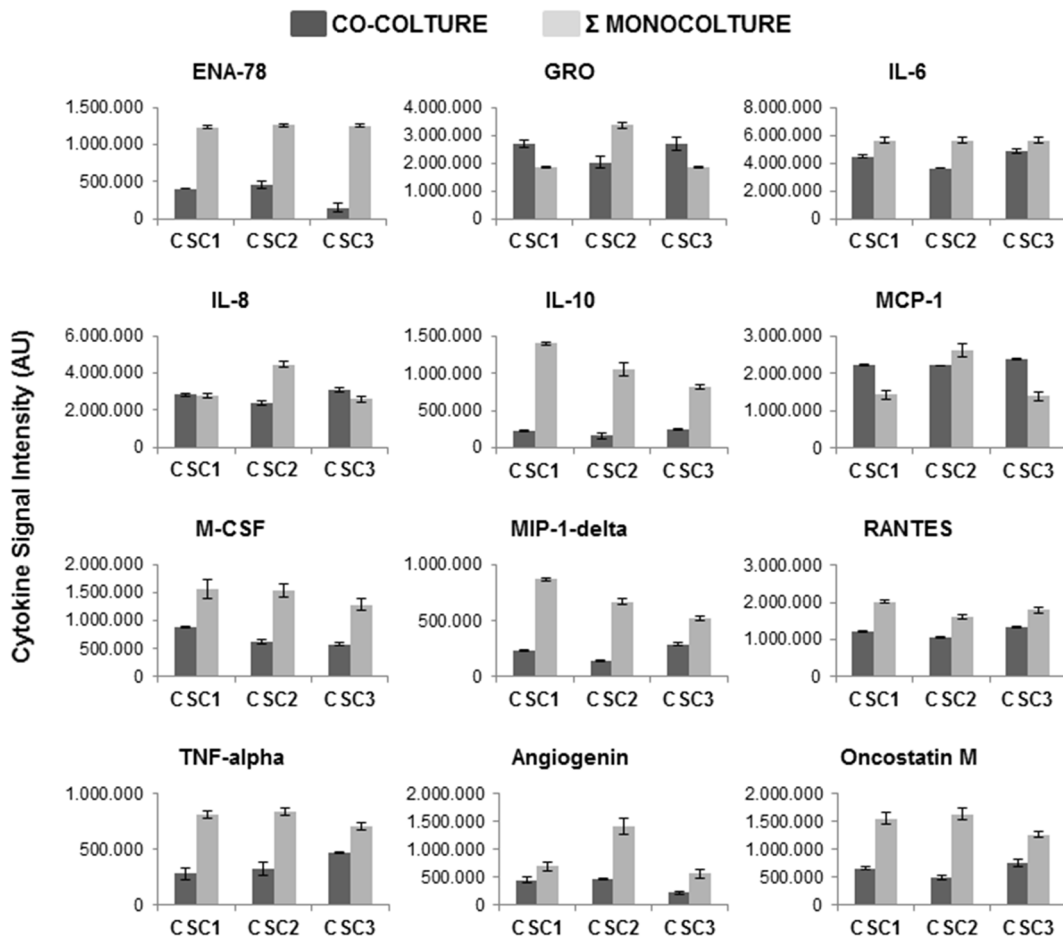 CO-COLTURE Σ MONOCOLTURE
Cytokine Signal Intensity (AU)
ENA-78
1.500.000
1.000.000
500.000
0
C SC1 C SC2 C SC3
GRO
4.000.000
3.000.000
2.000.000
1.000.000
0
C SC1 C SC2 C SC3
IL-6
8.000.000
6.000.000
4.000.000
2.000.000
0
C SC1 C SC2 C SC3
IL-8
6.000.000
4.000.000
2.000.000
0
C SC1 C SC2 C SC3
IL-10
1.500.000
1.000.000
500.000
0
C SC1 C SC2 C SC3
MCP-1
3.000.000
2.000.000
1.000.000
0
C SC1 C SC2 C SC3
M-CSF
2.000.000
1.500.000
1.000.000
500.000
0
C SC1 C SC2 C SC3
MIP-1-delta
1.000.000
500.000
0
C SC1 C SC2 C SC3
RANTES
3.000.000
2.000.000
1.000.000
0
C SC1 C SC2 C SC3
TNF-alpha
1.000.000
500.000
0
C SC1 C SC2 C SC3
Angiogenin
2.000.000
1.500.000
1.000.000
500.000
0
C SC1 C SC2 C SC3
Oncostatin M
2.000.000
1.500.000
1.000.000
500.000
0
C SC1 C SC2 C SC3